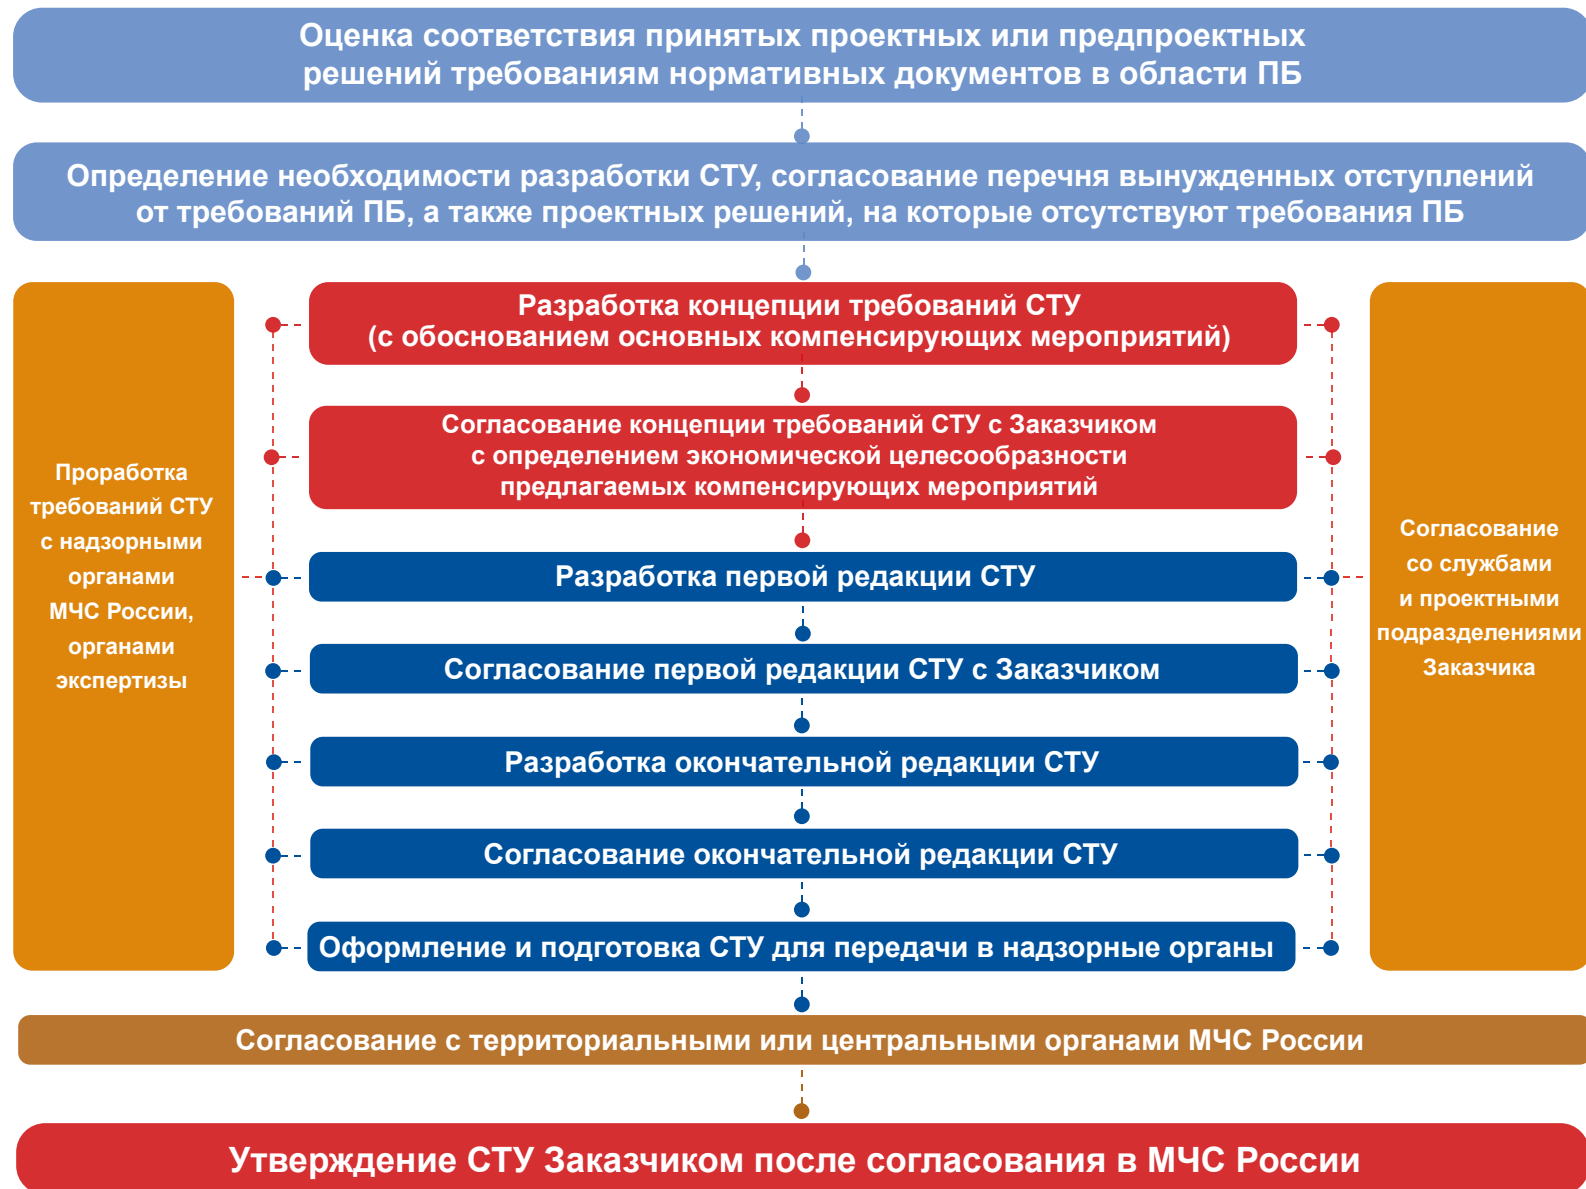 Оценка соответствия принятых проектных или предпроектных
решений требованиям нормативных документов в области ПБ
Определение необходимости разработки СТУ, согласование перечня вынужденных отступлений
от требований ПБ, а также проектных решений, на которые отсутствуют требования ПБ
Проработка
требований СТУ
с надзорными
органами
МЧС России,
органами
экспертизы
Разработка концепции требований СТУ
(с обоснованием основных компенсирующих мероприятий)
Согласование концепции требований СТУ с Заказчиком
с определением экономической целесообразности
предлагаемых компенсирующих мероприятий
Разработка первой редакции СТУ
Согласование первой редакции СТУ с Заказчиком
Разработка окончательной редакции СТУ
Согласование окончательной редакции СТУ
Оформление и подготовка СТУ для передачи в надзорные органы
Согласование
со службами
и проектными
подразделениями
Заказчика
Согласование с территориальными или центральными органами МЧС России
Утверждение СТУ Заказчиком после согласования в МЧС России